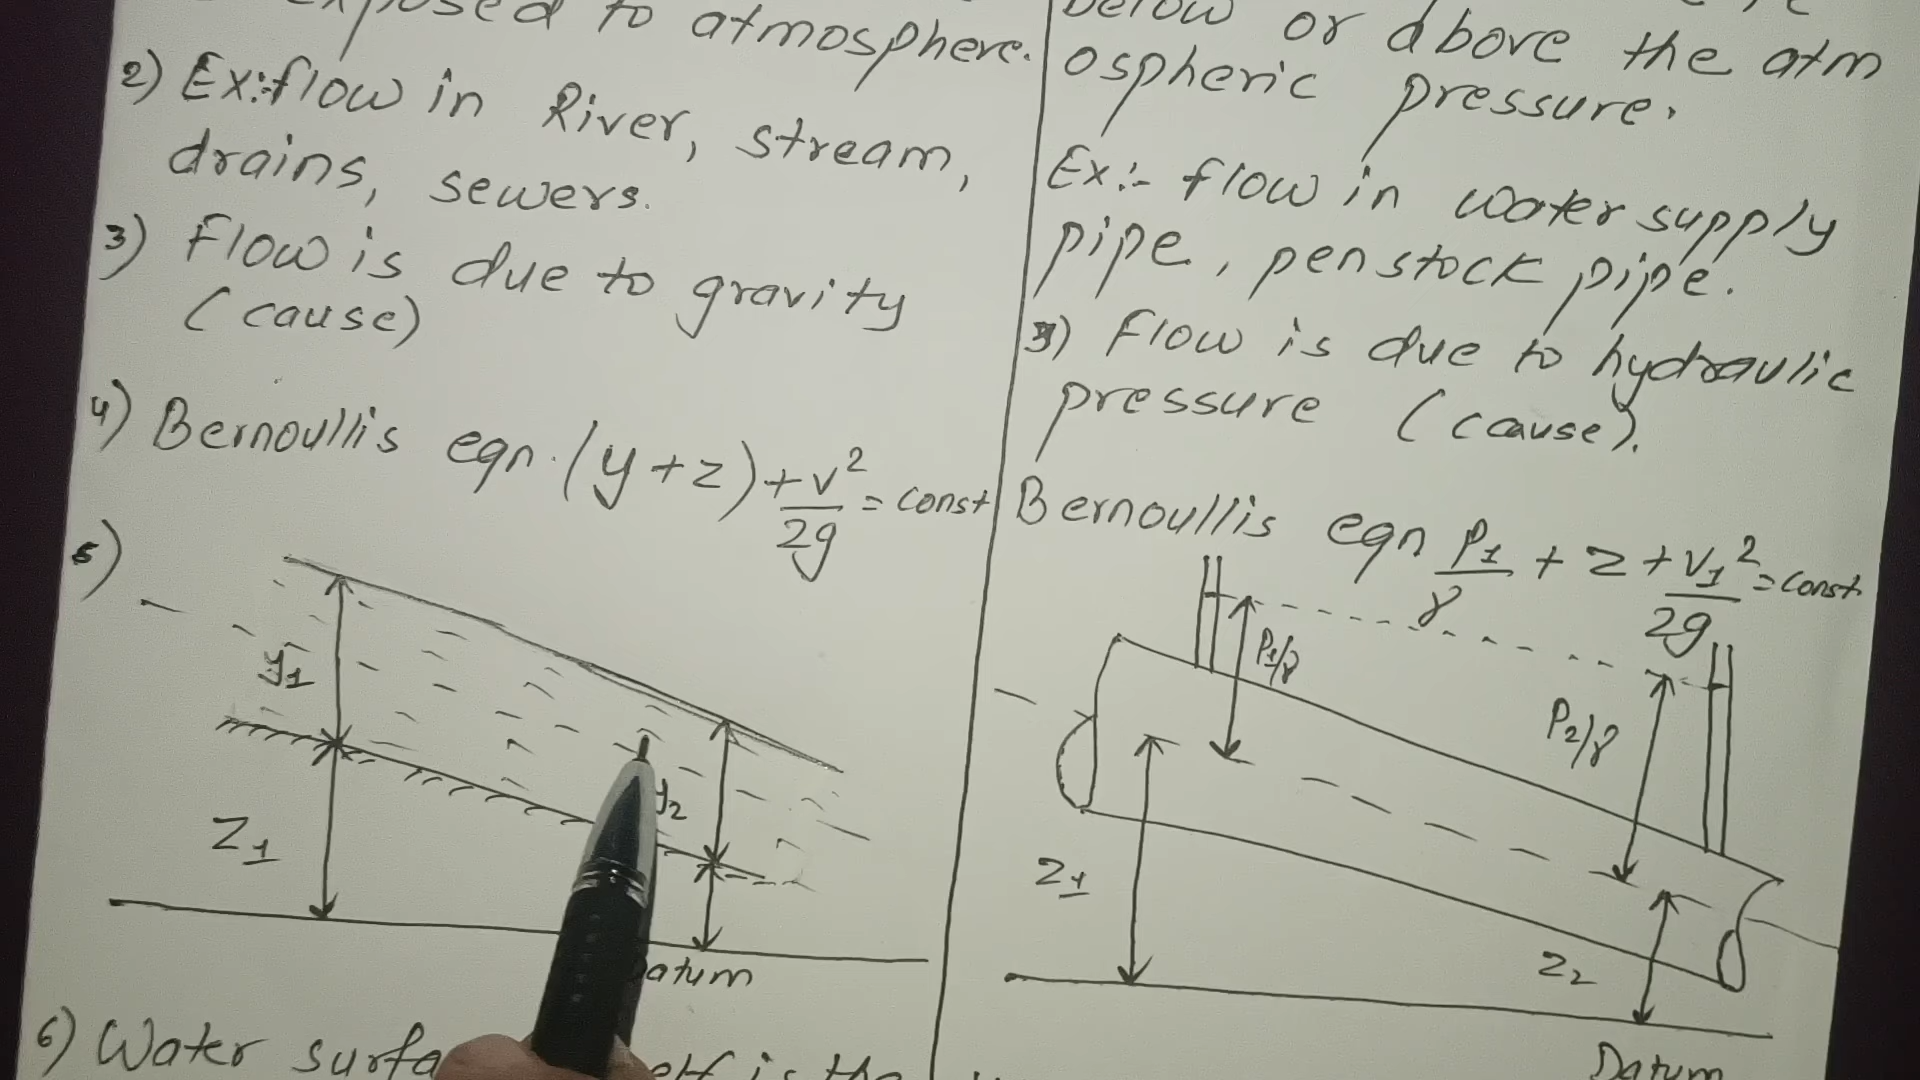 exposed to atmosphere.
2) Ex:- flow in River, stream,
drains, sewers.
3) Flow is due to gravity
(cause)
4) Bernoullis eqn. (y+z) + v²/2g = const
5)
y1
y2
Z1
Datum
6) Water
below or above the atm
ospheric pressure.
Ex:- flow in water supply
pipe, penstock pipe.
3) Flow is due to hydraulic
pressure (cause).
Bernoullis eqn P1/γ + z + v1²/2g = const
P1/γ
P2/γ
Z1
Z2
Datum